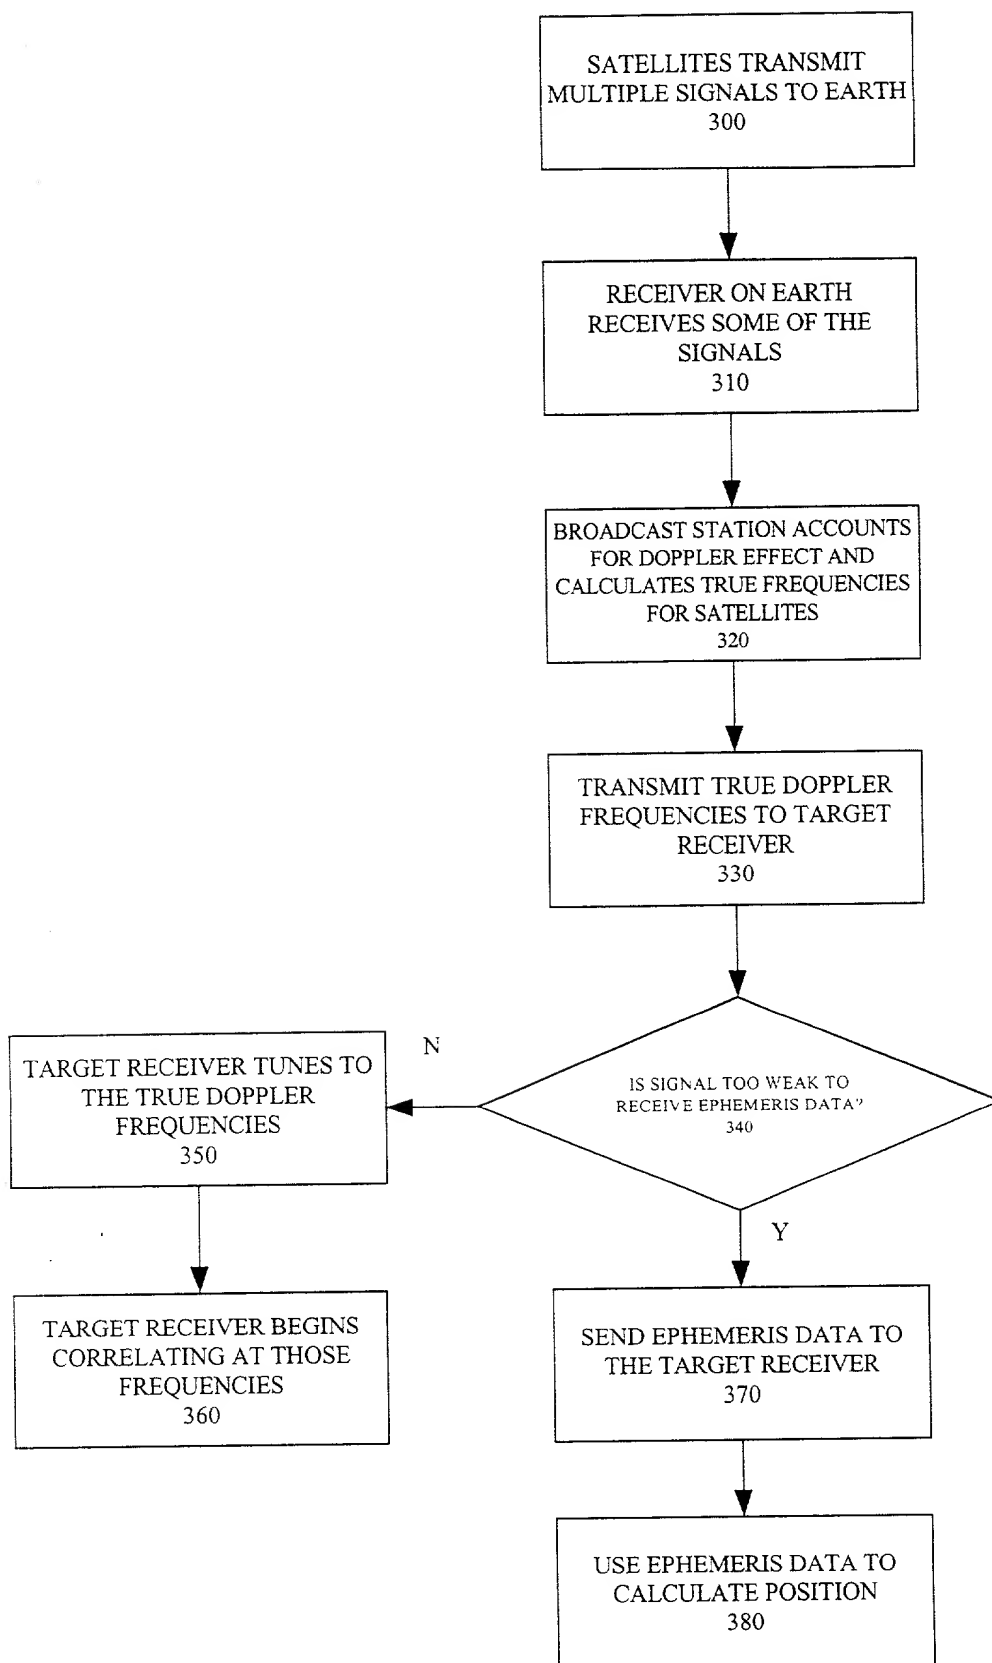 SATELLITES TRANSMIT
MULTIPLE SIGNALS TO EARTH
300
RECEIVER ON EARTH
RECEIVES SOME OF THE
SIGNALS
310
BROADCAST STATION ACCOUNTS
FOR DOPPLER EFFECT AND
CALCULATES TRUE FREQUENCIES
FOR SATELLITES
320
TRANSMIT TRUE DOPPLER
FREQUENCIES TO TARGET
RECEIVER
330
IS SIGNAL TOO WEAK TO
RECEIVE EPHEMERIS DATA?
340
N
TARGET RECEIVER TUNES TO
THE TRUE DOPPLER
FREQUENCIES
350
TARGET RECEIVER BEGINS
CORRELATING AT THOSE
FREQUENCIES
360
Y
SEND EPHEMERIS DATA TO
THE TARGET RECEIVER
370
USE EPHEMERIS DATA TO
CALCULATE POSITION
380